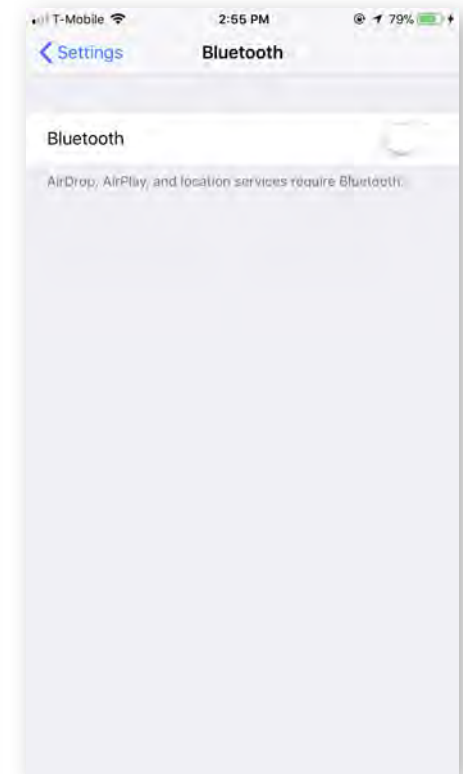 T-Mobile 2:55 PM 79%
Settings Bluetooth
Bluetooth
AirDrop, AirPlay, and location services require Bluetooth.